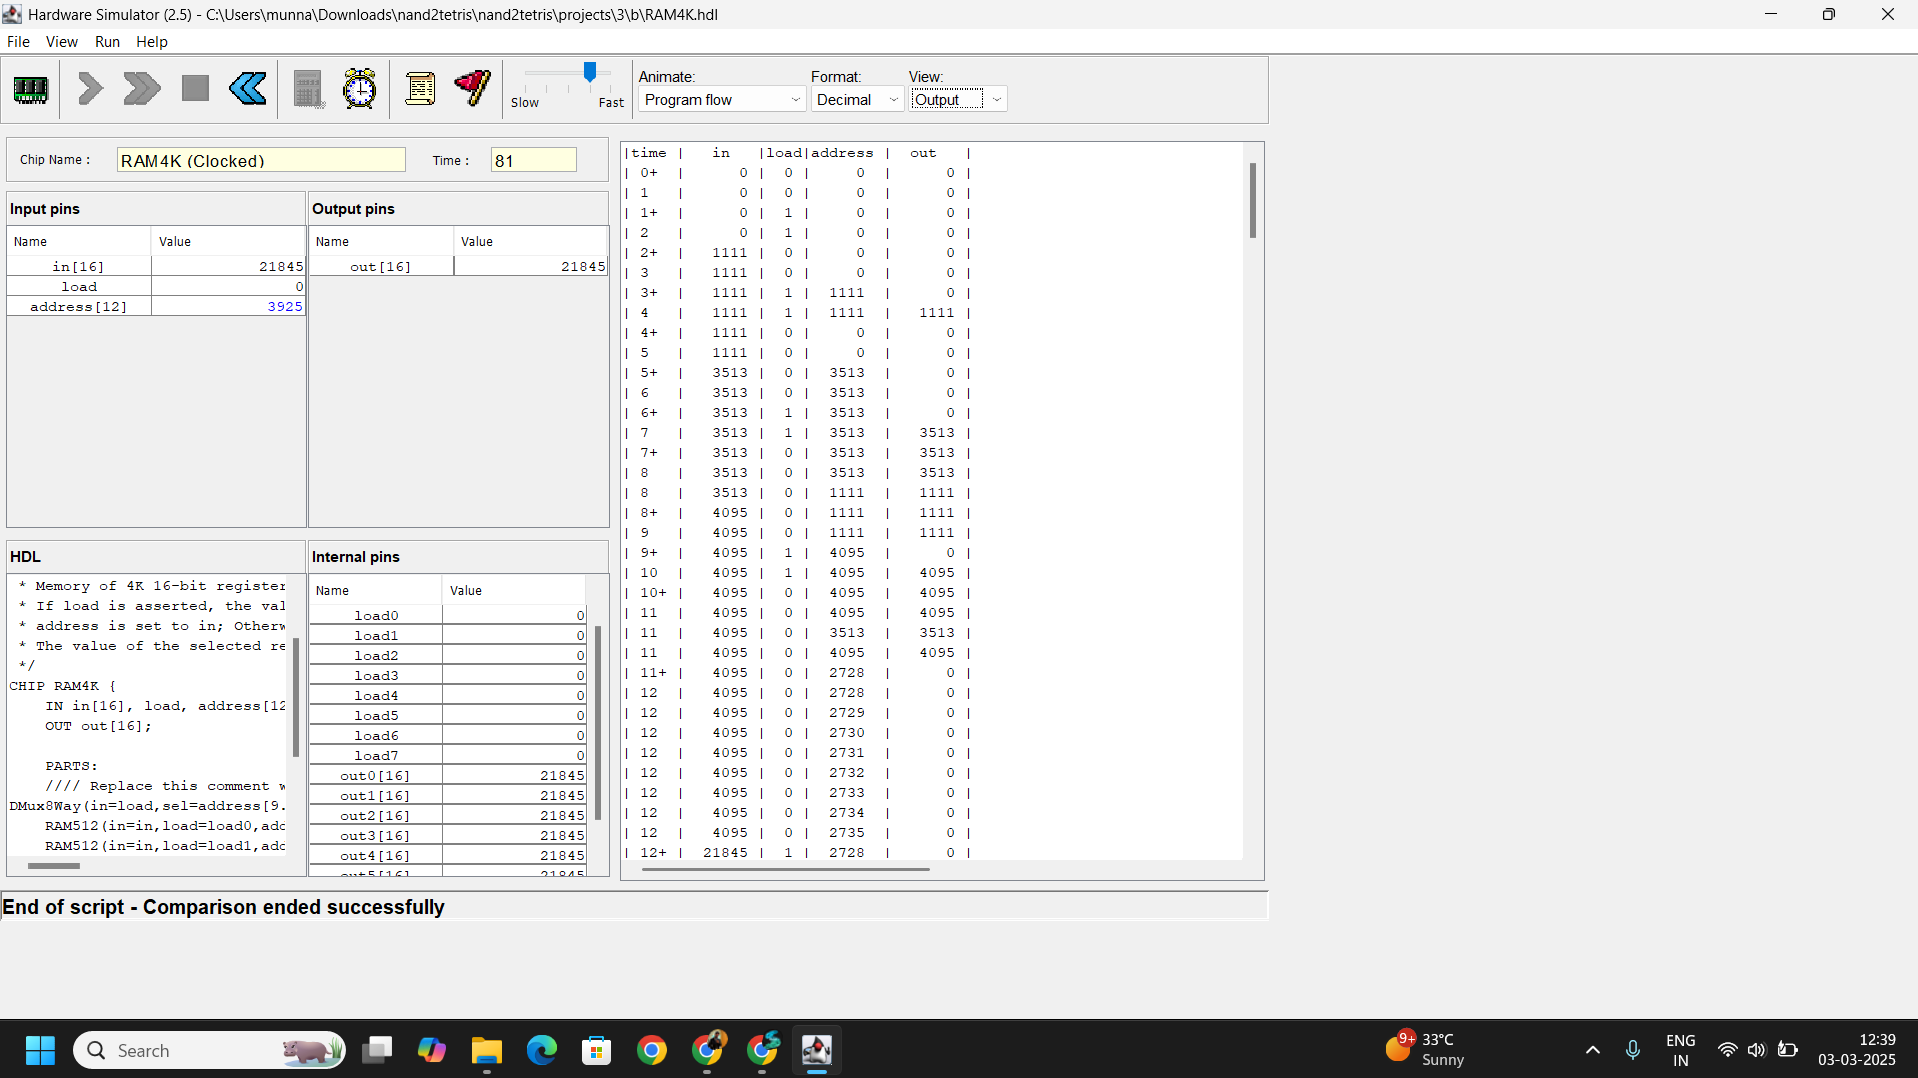 Hardware Simulator (2.5) - C:\Users\munna\Downloads\nand2tetris\nand2tetris\projects\3\b\RAM4K.hdl
File View Run Help
Slow Fast
Animate: Format: View:
Program flow Decimal Output
Chip Name : RAM4K (Clocked) Time : 81
Input pins
Name Value
in[16] 21845
load 0
address[12] 3925
Output pins
Name Value
out[16] 21845
HDL
* Memory of 4K 16-bit register
* If load is asserted, the val
* address is set to in; Otherw
* The value of the selected re
*/
CHIP RAM4K {
IN in[16], load, address[12
OUT out[16];
PARTS:
//// Replace this comment w
DMux8Way(in=load,sel=address[9.
RAM512(in=in,load=load0,add
RAM512(in=in,load=load1,add
Internal pins
Name Value
load0 0
load1 0
load2 0
load3 0
load4 0
load5 0
load6 0
load7 0
out0[16] 21845
out1[16] 21845
out2[16] 21845
out3[16] 21845
out4[16] 21845
out5[16] 21845
|time | in |load|address | out |
| 0+ | 0 | 0 | 0 | 0 |
| 1 | 0 | 0 | 0 | 0 |
| 1+ | 0 | 1 | 0 | 0 |
| 2 | 0 | 1 | 0 | 0 |
| 2+ | 1111 | 0 | 0 | 0 |
| 3 | 1111 | 0 | 0 | 0 |
| 3+ | 1111 | 1 | 1111 | 0 |
| 4 | 1111 | 1 | 1111 | 1111 |
| 4+ | 1111 | 0 | 0 | 0 |
| 5 | 1111 | 0 | 0 | 0 |
| 5+ | 3513 | 0 | 3513 | 0 |
| 6 | 3513 | 0 | 3513 | 0 |
| 6+ | 3513 | 1 | 3513 | 0 |
| 7 | 3513 | 1 | 3513 | 3513 |
| 7+ | 3513 | 0 | 3513 | 3513 |
| 8 | 3513 | 0 | 3513 | 3513 |
| 8 | 3513 | 0 | 1111 | 1111 |
| 8+ | 4095 | 0 | 1111 | 1111 |
| 9 | 4095 | 0 | 1111 | 1111 |
| 9+ | 4095 | 1 | 4095 | 0 |
| 10 | 4095 | 1 | 4095 | 4095 |
| 10+ | 4095 | 0 | 4095 | 4095 |
| 11 | 4095 | 0 | 4095 | 4095 |
| 11 | 4095 | 0 | 3513 | 3513 |
| 11 | 4095 | 0 | 4095 | 4095 |
| 11+ | 4095 | 0 | 2728 | 0 |
| 12 | 4095 | 0 | 2728 | 0 |
| 12 | 4095 | 0 | 2729 | 0 |
| 12 | 4095 | 0 | 2730 | 0 |
| 12 | 4095 | 0 | 2731 | 0 |
| 12 | 4095 | 0 | 2732 | 0 |
| 12 | 4095 | 0 | 2733 | 0 |
| 12 | 4095 | 0 | 2734 | 0 |
| 12 | 4095 | 0 | 2735 | 0 |
| 12+ | 21845 | 1 | 2728 | 0 |
End of script - Comparison ended successfully
Search
9+ 33°C
Sunny
ENG
IN
12:39
03-03-2025